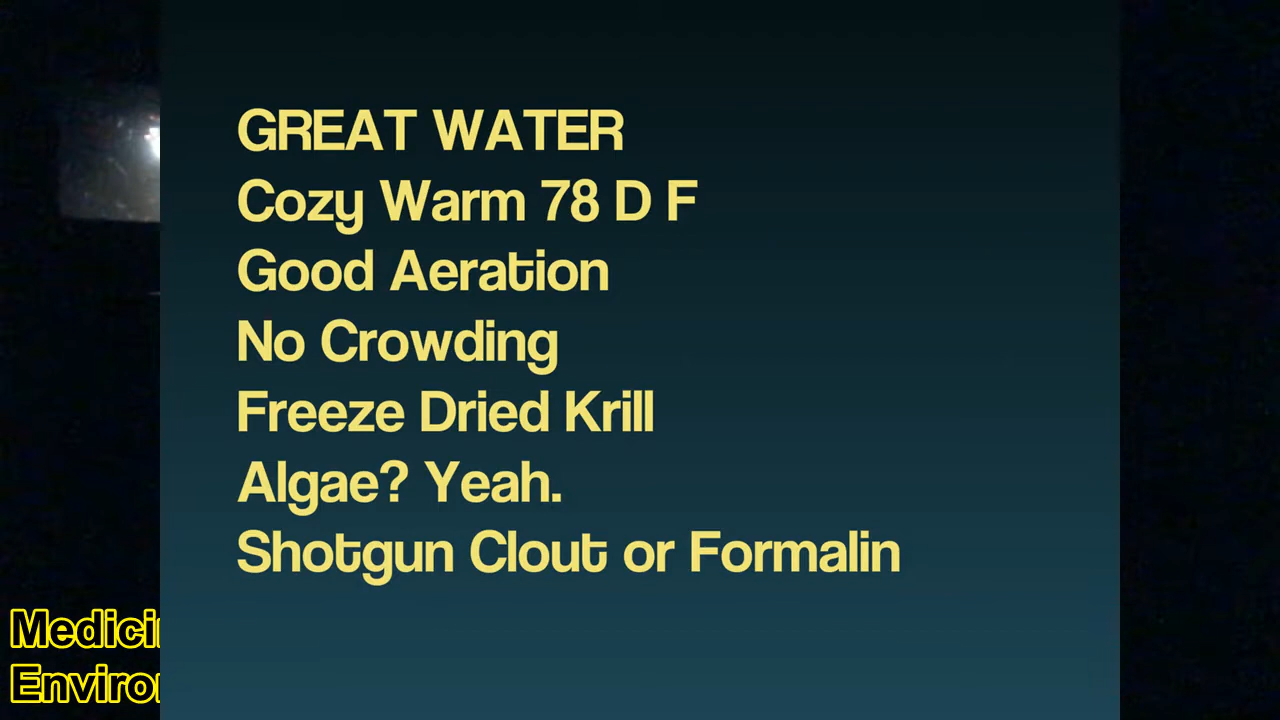 GREAT WATER
Cozy Warm 78 D F
Good Aeration
No Crowding
Freeze Dried Krill
Algae? Yeah.
Shotgun Clout or Formalin